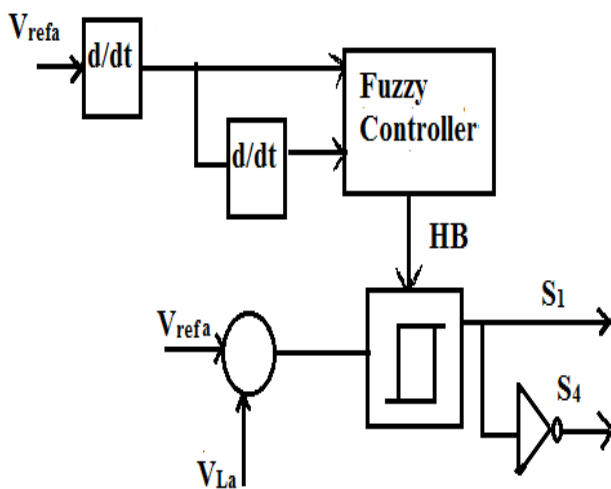 Vrefa
d/dt
Fuzzy
Controller
d/dt
HB
Vrefa
S1
S4
VLa